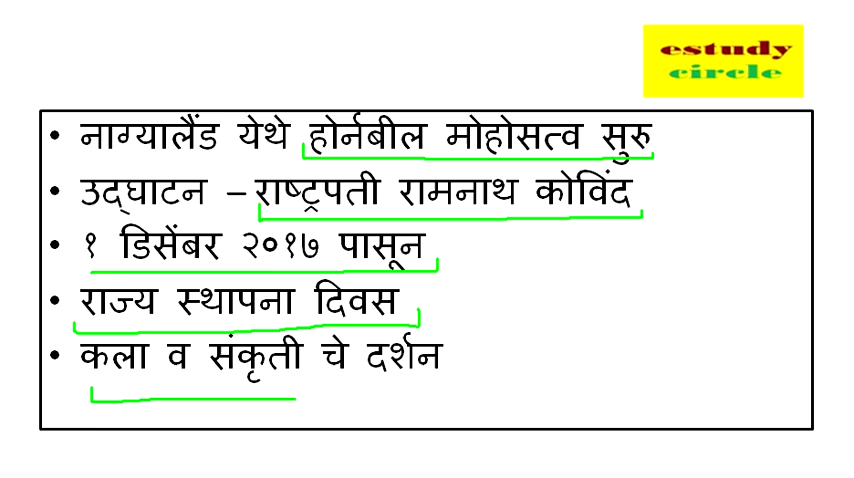 estudy
circle
• नाग्यालैंड येथे होर्नबील मोहोसत्व सुरु
• उद्घाटन – राष्ट्रपती रामनाथ कोविंद
• १ डिसेंबर २०१७ पासून
• राज्य स्थापना दिवस
• कला व संकृती चे दर्शन